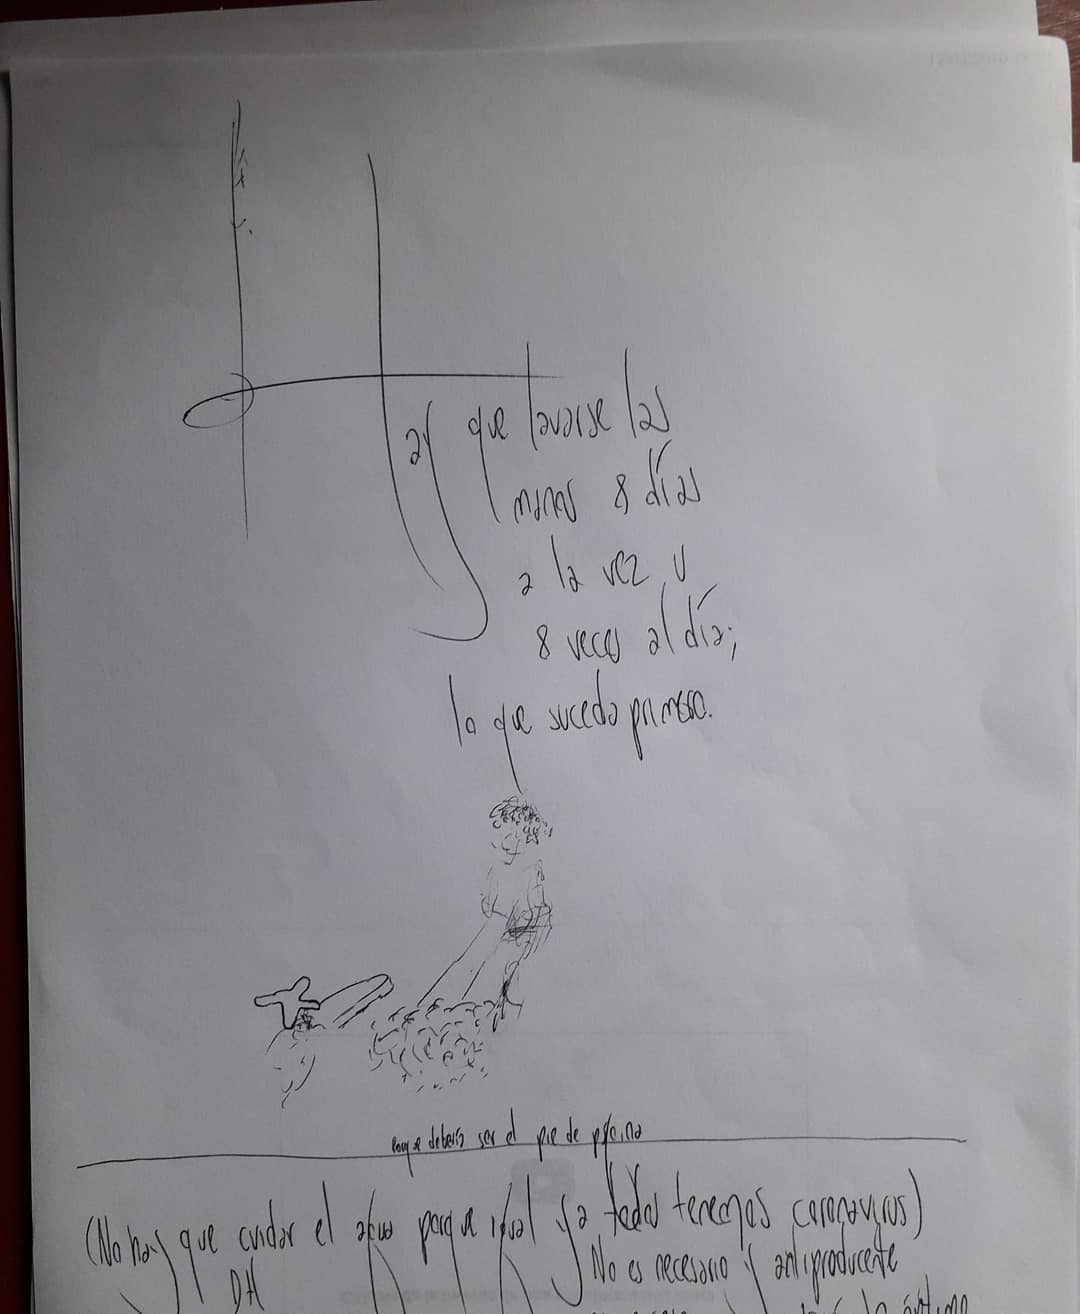 Hay que lavarse las
manos 8 días
a la vez u
8 veces al día;
lo que suceda primero.
lo que debería ser el pie de página
(No hay que cuidar el agua porque igual ya todos tenemos coronavirus)
No es necesario y antiproducente
DH